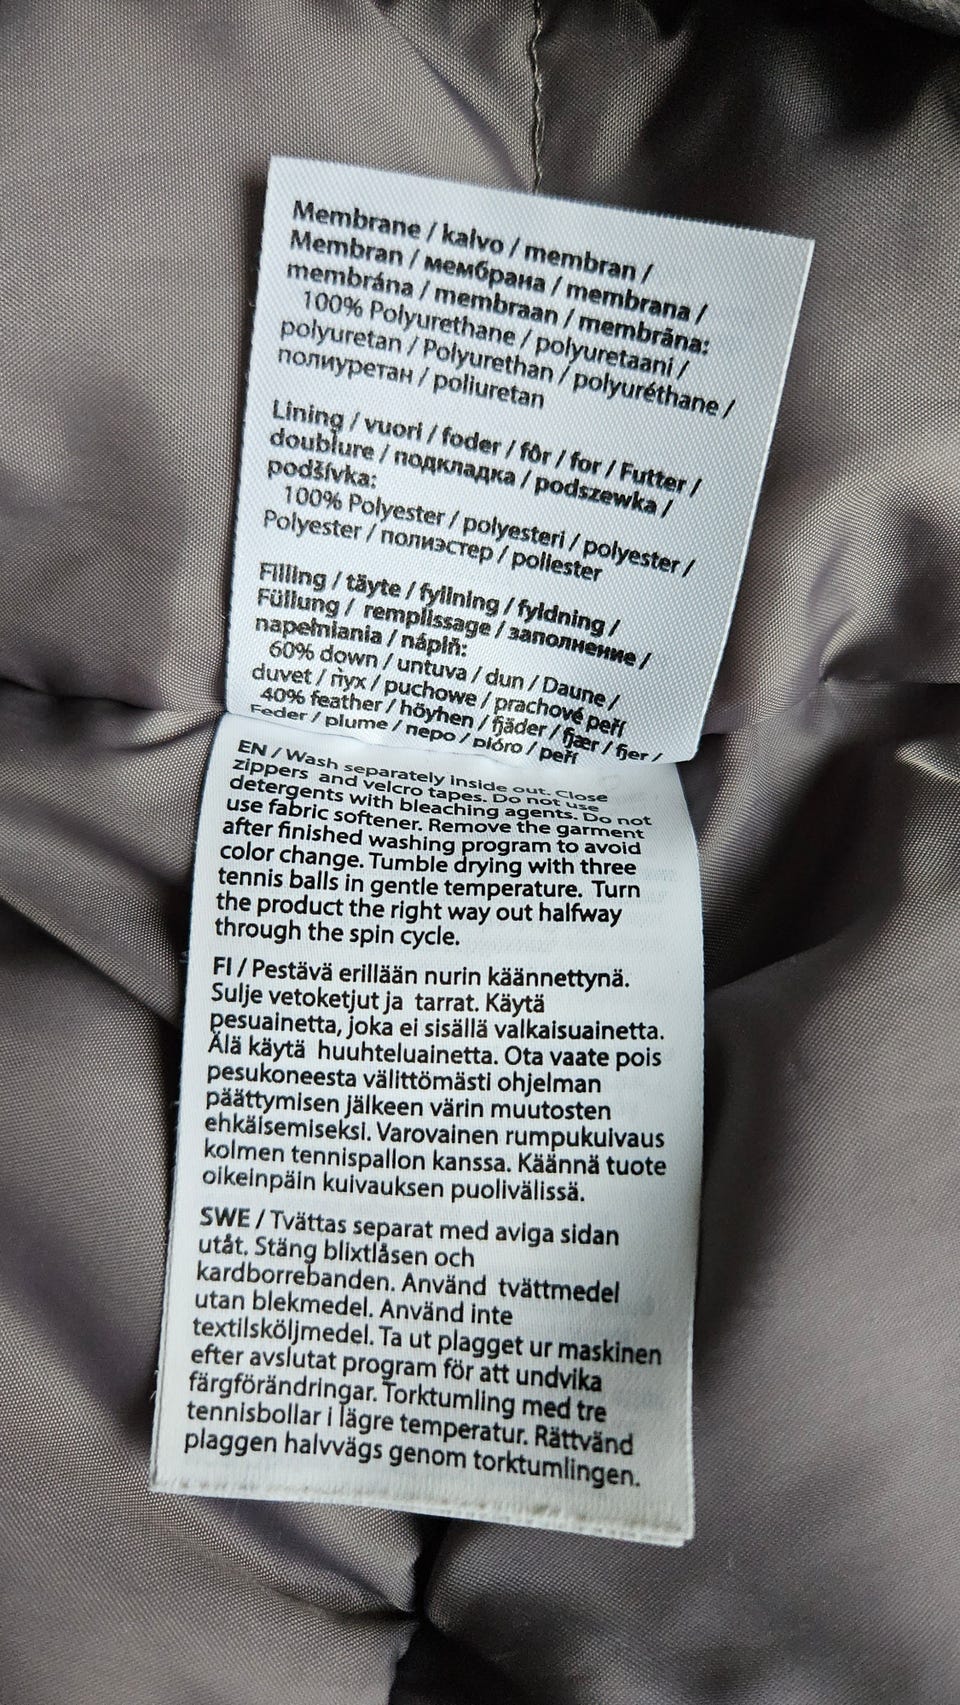 Membrane / kalvo / membran /
Membran / мембрана / membrana /
membrána / membraan / membrāna:
100% Polyurethane / polyuretaani /
polyuretan / Polyurethan / polyuréthane /
полиуретан / poliuretan
Lining / vuori / foder / fôr / for / Futter /
doublure / подкладка / podszewka /
podšívka:
100% Polyester / polyesteri / polyester /
Polyester / полиэстер / poliester
Filling / täyte / fyllning / fyldning /
Füllung / remplissage / заполнение /
napełniania / náplň:
60% down / untuva / dun / Daune /
duvet / пух / puchowe / prachové peří
40% feather / höyhen / fjäder / fjær / fjer /
Feder / plume / перо / pióro / peří
EN / Wash separately inside out. Close
zippers and velcro tapes. Do not use
detergents with bleaching agents. Do not
use fabric softener. Remove the garment
after finished washing program to avoid
color change. Tumble drying with three
tennis balls in gentle temperature. Turn
the product the right way out halfway
through the spin cycle.
FI / Pestävä erillään nurin käännettynä.
Sulje vetoketjut ja tarrat. Käytä
pesuainetta, joka ei sisällä valkaisuainetta.
Älä käytä huuhteluainetta. Ota vaate pois
pesukoneesta välittömästi ohjelman
päättymisen jälkeen värin muutosten
ehkäisemiseksi. Varovainen rumpukuivaus
kolmen tennispallon kanssa. Käännä tuote
oikeinpäin kuivauksen puolivälissä.
SWE / Tvättas separat med aviga sidan
utåt. Stäng blixtlåsen och
kardborrebanden. Använd tvättmedel
utan blekmedel. Använd inte
textilsköljmedel. Ta ut plagget ur maskinen
efter avslutat program för att undvika
färgförändringar. Torktumling med tre
tennisbollar i lägre temperatur. Rättvänd
plaggen halvvägs genom torktumlingen.